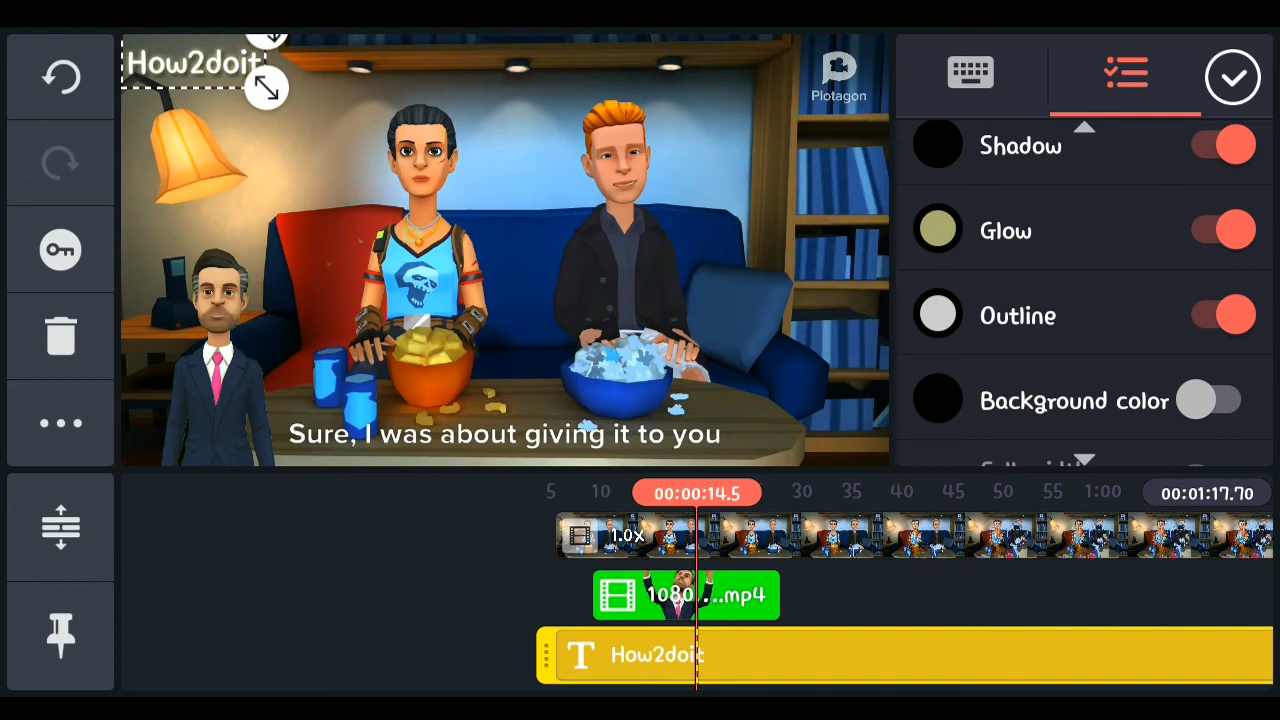 How2doit
Plotagon
Sure, I was about giving it to you
Shadow
Glow
Outline
Background color
5
10
00:00:14.5
30
35
40
45
50
55
1:00
00:01:17.70
1.0x
1080 ...mp4
T How2doit